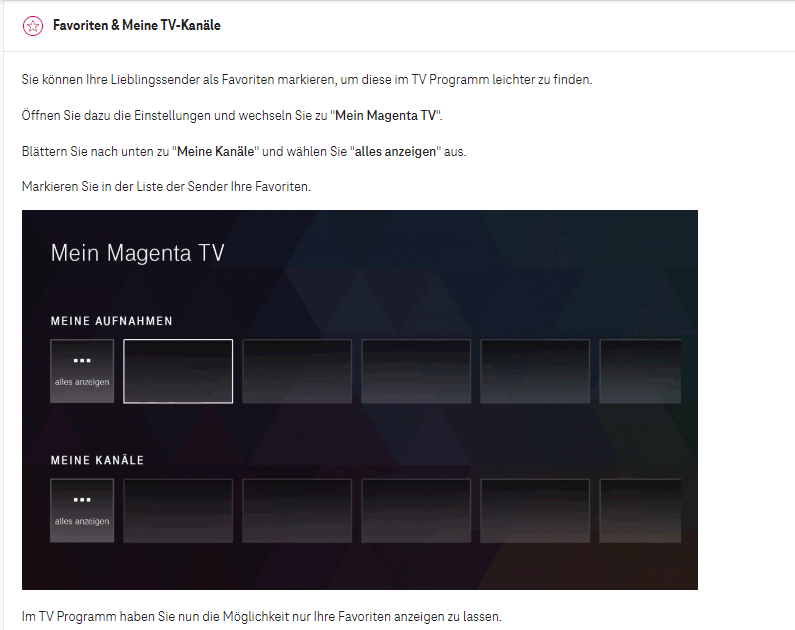 Favoriten & Meine TV-Kanäle
Sie können Ihre Lieblingssender als Favoriten markieren, um diese im TV Programm leichter zu finden.
Öffnen Sie dazu die Einstellungen und wechseln Sie zu "Mein Magenta TV".
Blättern Sie nach unten zu "Meine Kanäle" und wählen Sie "alles anzeigen" aus.
Markieren Sie in der Liste der Sender Ihre Favoriten.
Mein Magenta TV
MEINE AUFNAHMEN
alles anzeigen
MEINE KANÄLE
alles anzeigen
Im TV Programm haben Sie nun die Möglichkeit nur Ihre Favoriten anzeigen zu lassen.